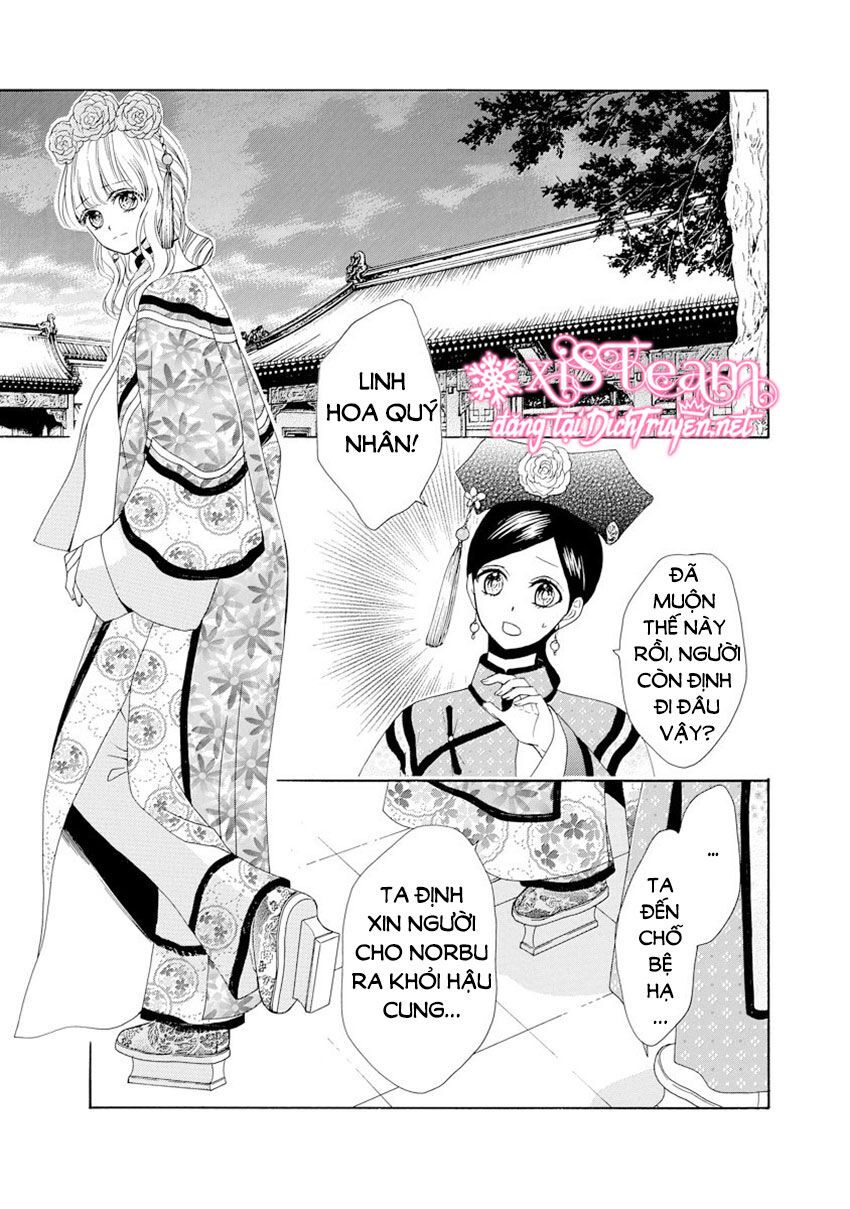 LINH
HOA QUÝ
NHÂN!
xisTeam
đăng tại DichTruyen.net
ĐÃ
MUỘN
THẾ NÀY
RỒI, NGƯỜI
CÒN ĐỊNH
ĐI ĐÂU
VẬY?
...
TA
ĐẾN
CHỖ
BỆ
HẠ
...
TA ĐỊNH
XIN NGƯỜI
CHO NORBU
RA KHỎI HẬU
CUNG...